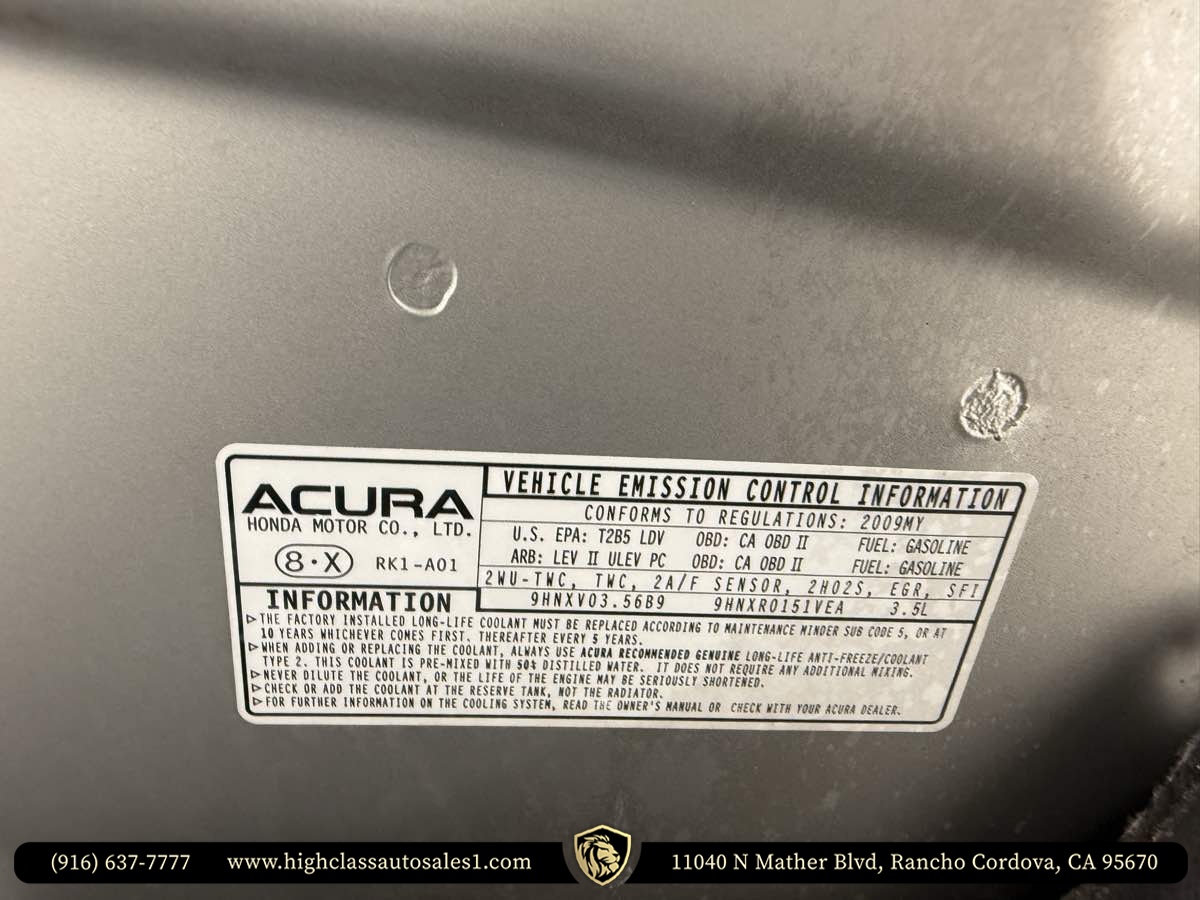 ACURA
HONDA MOTOR CO., LTD.
8·X RK1-A01
VEHICLE EMISSION CONTROL INFORMATION
CONFORMS TO REGULATIONS: 2009MY
U.S. EPA: T2B5 LDV OBD: CA OBD II FUEL: GASOLINE
ARB: LEV II ULEV PC OBD: CA OBD II FUEL: GASOLINE
2WU-TWC, TWC, 2A/F SENSOR, 2HO2S, EGR, SFI
9HNXV03.56B9 9HNXR0151VEA 3.5L
INFORMATION
▷THE FACTORY INSTALLED LONG-LIFE COOLANT MUST BE REPLACED ACCORDING TO MAINTENANCE MINDER SUB CODE 5, OR AT
10 YEARS WHICHEVER COMES FIRST. THEREAFTER EVERY 5 YEARS.
▷WHEN ADDING OR REPLACING THE COOLANT, ALWAYS USE ACURA RECOMMENDED GENUINE LONG-LIFE ANTI-FREEZE/COOLANT
TYPE 2. THIS COOLANT IS PRE-MIXED WITH 50% DISTILLED WATER. IT DOES NOT REQUIRE ANY ADDITIONAL MIXING.
▷NEVER DILUTE THE COOLANT, OR THE LIFE OF THE ENGINE MAY BE SERIOUSLY SHORTENED.
▷CHECK OR ADD THE COOLANT AT THE RESERVE TANK, NOT THE RADIATOR.
▷FOR FURTHER INFORMATION ON THE COOLING SYSTEM, READ THE OWNER'S MANUAL OR CHECK WITH YOUR ACURA DEALER.
(916) 637-7777 www.highclassautosales1.com 11040 N Mather Blvd, Rancho Cordova, CA 95670